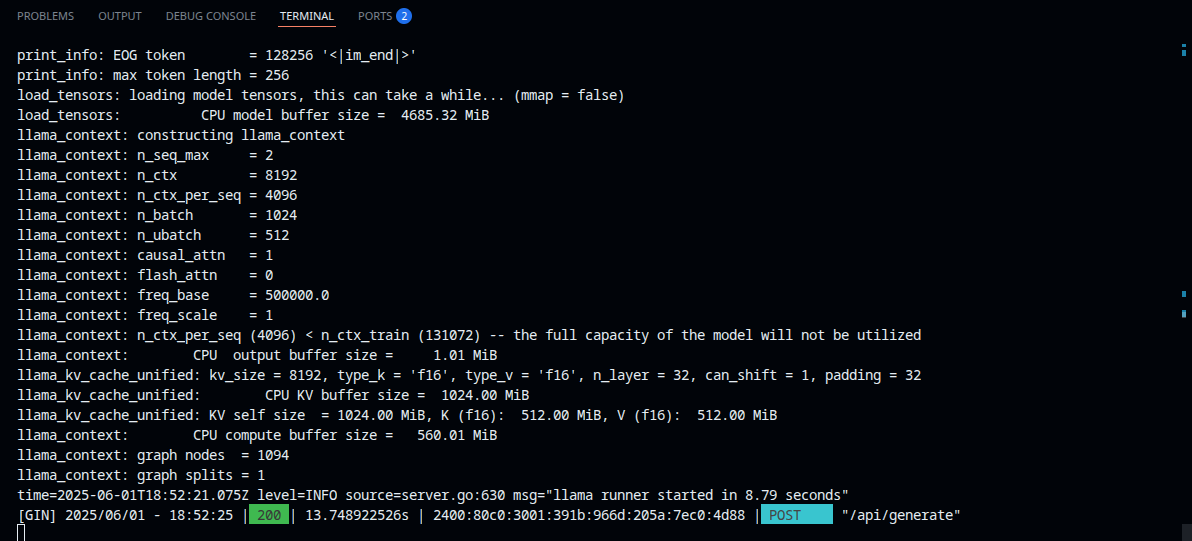 PROBLEMS OUTPUT DEBUG CONSOLE TERMINAL PORTS 2
print_info: EOG token        = 128256 '<|im_end|>'
print_info: max token length = 256
load_tensors: loading model tensors, this can take a while... (mmap = false)
load_tensors:          CPU model buffer size =  4685.32 MiB
llama_context: constructing llama_context
llama_context: n_seq_max     = 2
llama_context: n_ctx         = 8192
llama_context: n_ctx_per_seq = 4096
llama_context: n_batch       = 1024
llama_context: n_ubatch      = 512
llama_context: causal_attn   = 1
llama_context: flash_attn    = 0
llama_context: freq_base     = 500000.0
llama_context: freq_scale    = 1
llama_context: n_ctx_per_seq (4096) < n_ctx_train (131072) -- the full capacity of the model will not be utilized
llama_context:        CPU  output buffer size =     1.01 MiB
llama_kv_cache_unified: kv_size = 8192, type_k = 'f16', type_v = 'f16', n_layer = 32, can_shift = 1, padding = 32
llama_kv_cache_unified:        CPU KV buffer size =  1024.00 MiB
llama_kv_cache_unified: KV self size  = 1024.00 MiB, K (f16):  512.00 MiB, V (f16):  512.00 MiB
llama_context:        CPU compute buffer size =   560.01 MiB
llama_context: graph nodes  = 1094
llama_context: graph splits = 1
time=2025-06-01T18:52:21.075Z level=INFO source=server.go:630 msg="llama runner started in 8.79 seconds"
[GIN] 2025/06/01 - 18:52:25 | 200 | 13.748922526s | 2400:80c0:3001:391b:966d:205a:7ec0:4d88 | POST     "/api/generate"